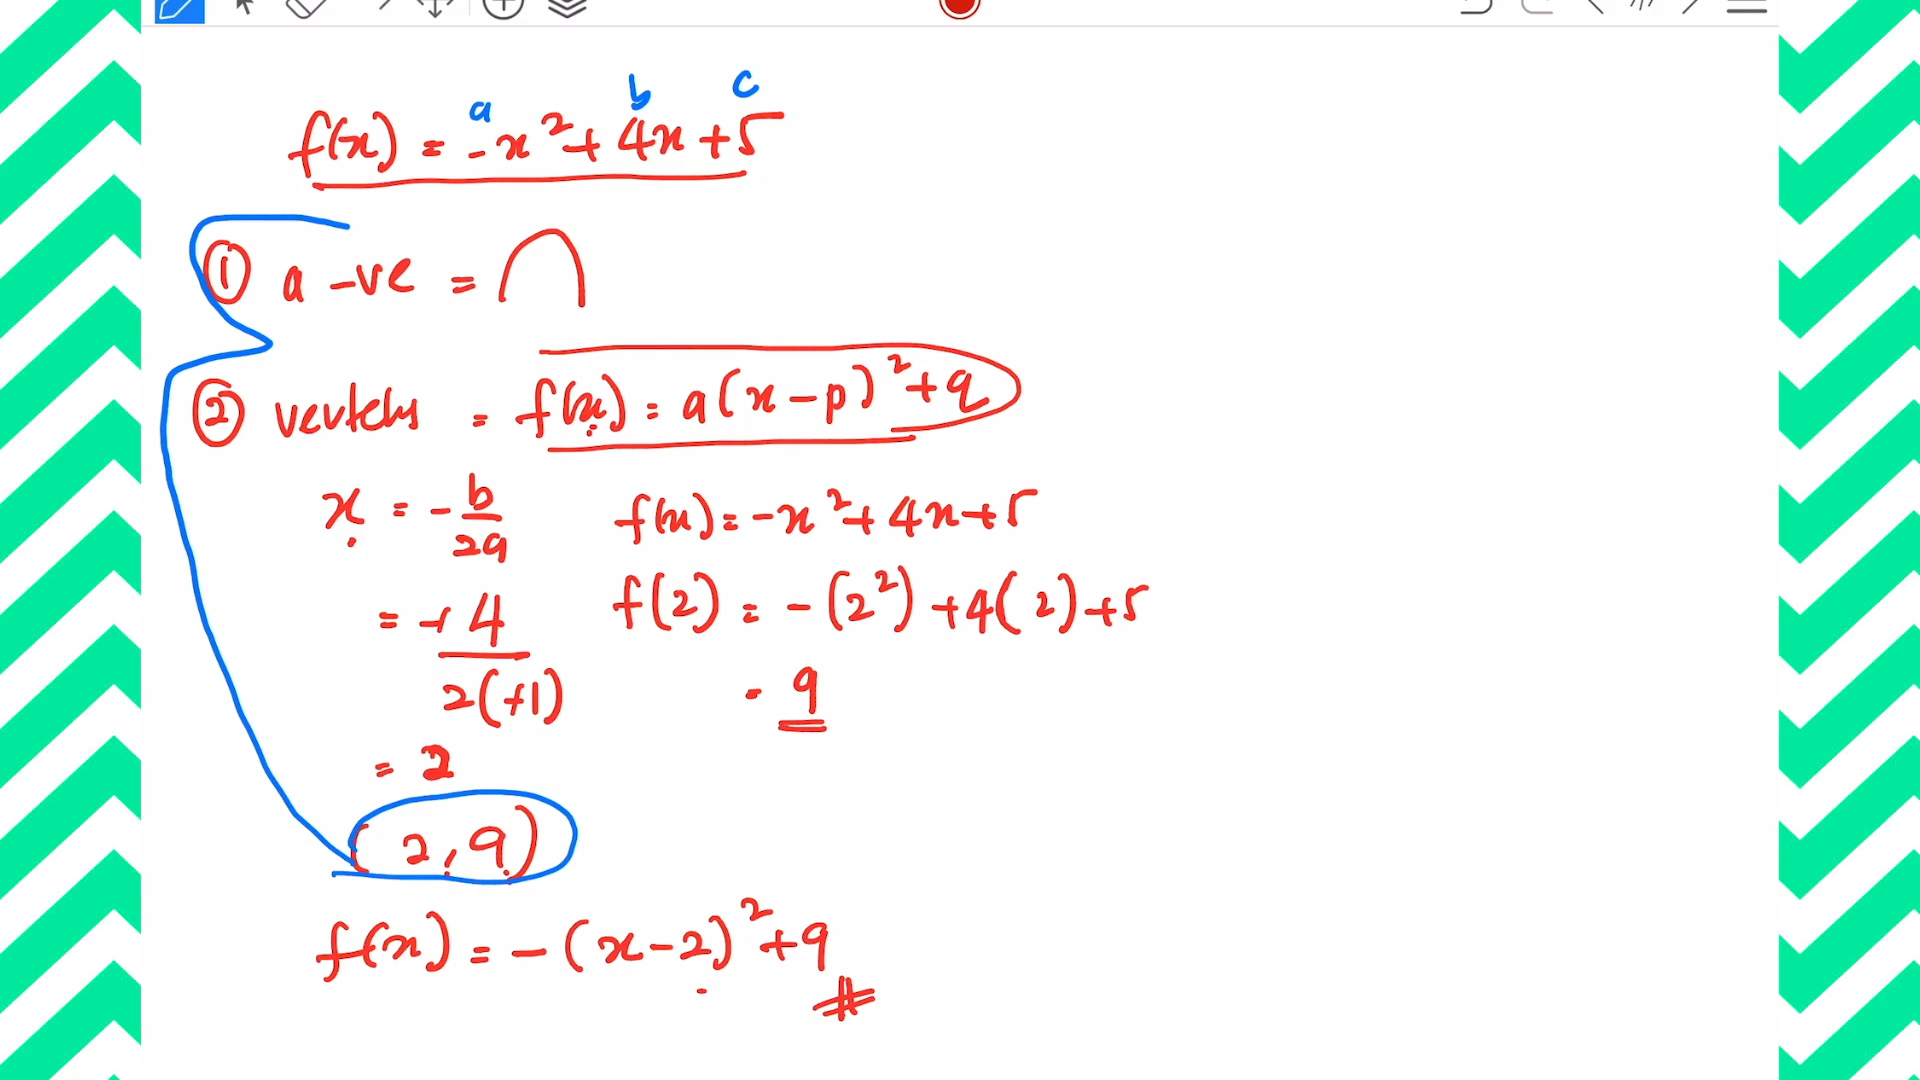 a b c
f(x) = -x² + 4x + 5
① a -ve =
② verteks = f(x) = a(x - p)² + q
x = - b/2a
f(x) = -x² + 4x + 5
= -4/2(-1)
f(2) = -(2²) + 4(2) + 5
= 9
= 2
(2, 9)
f(x) = -(x - 2)² + 9